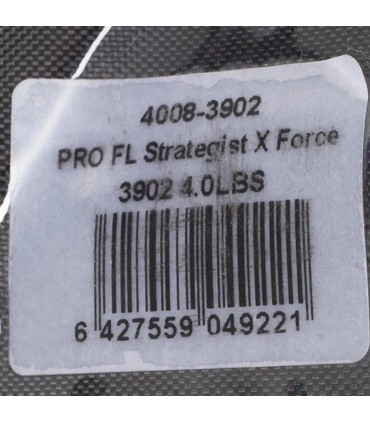 4008-3902
PRO FL Strategist X Force
3902 4.0LBS
6 427559 049221